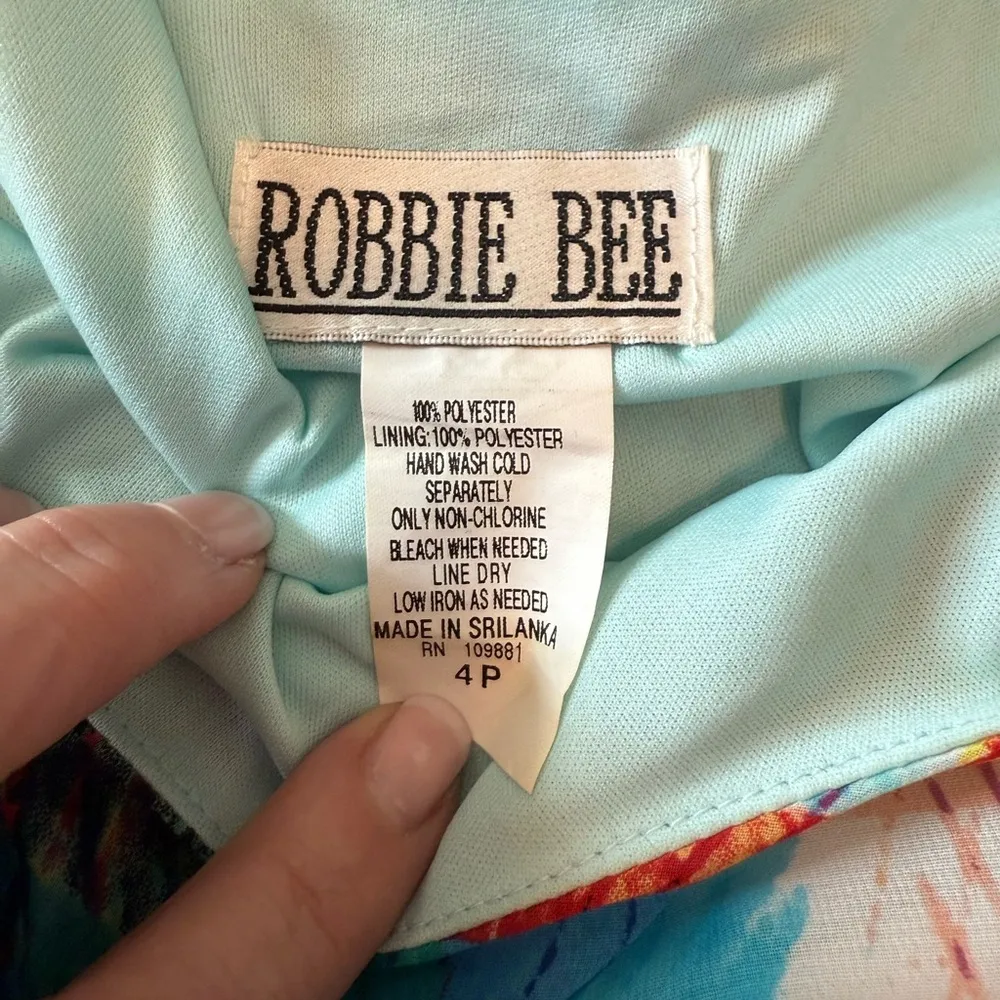 ROBBIE BEE
100% POLYESTER
LINING:100% POLYESTER
HAND WASH COLD
SEPARATELY
ONLY NON-CHLORINE
BLEACH WHEN NEEDED
LINE DRY
LOW IRON AS NEEDED
MADE IN SRILANKA
RN 109881
4P